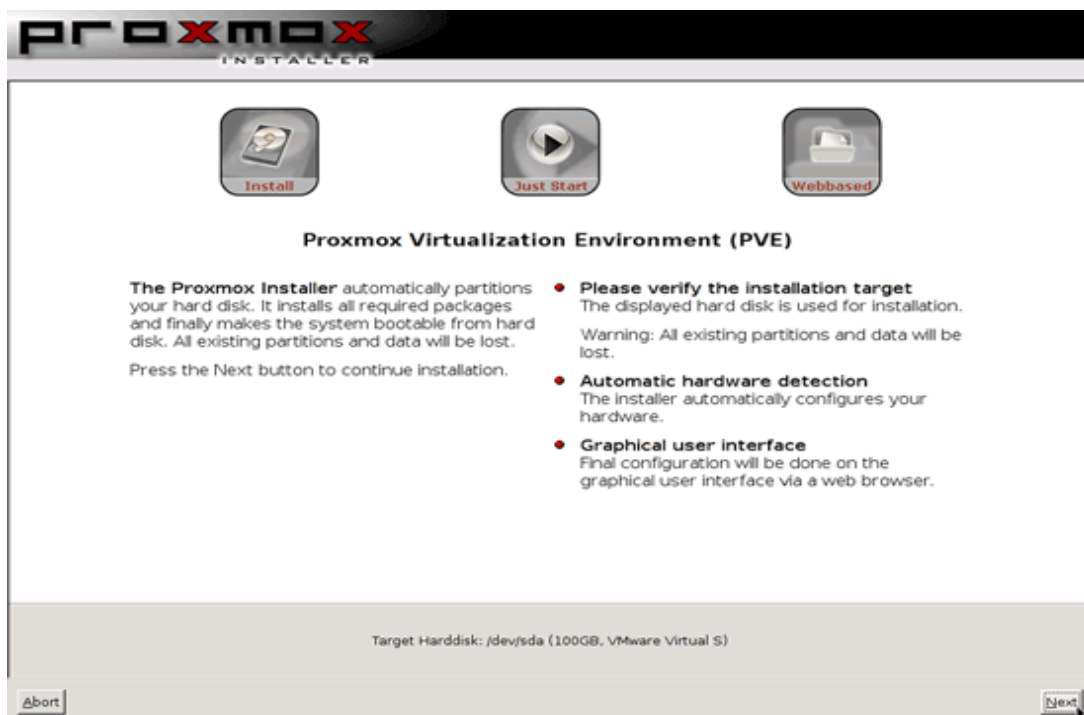 proxmox
INSTALLER
Install
Just Start
Webbased
Proxmox Virtualization Environment (PVE)
The Proxmox Installer automatically partitions
your hard disk. It installs all required packages
and finally makes the system bootable from hard
disk. All existing partitions and data will be lost.
Press the Next button to continue installation.
Please verify the installation target
The displayed hard disk is used for installation.
Warning: All existing partitions and data will be
lost.
Automatic hardware detection
The installer automatically configures your
hardware.
Graphical user interface
Final configuration will be done on the
graphical user interface via a web browser.
Target Harddisk: /dev/sda (100GB, VMware Virtual S)
Abort
Next